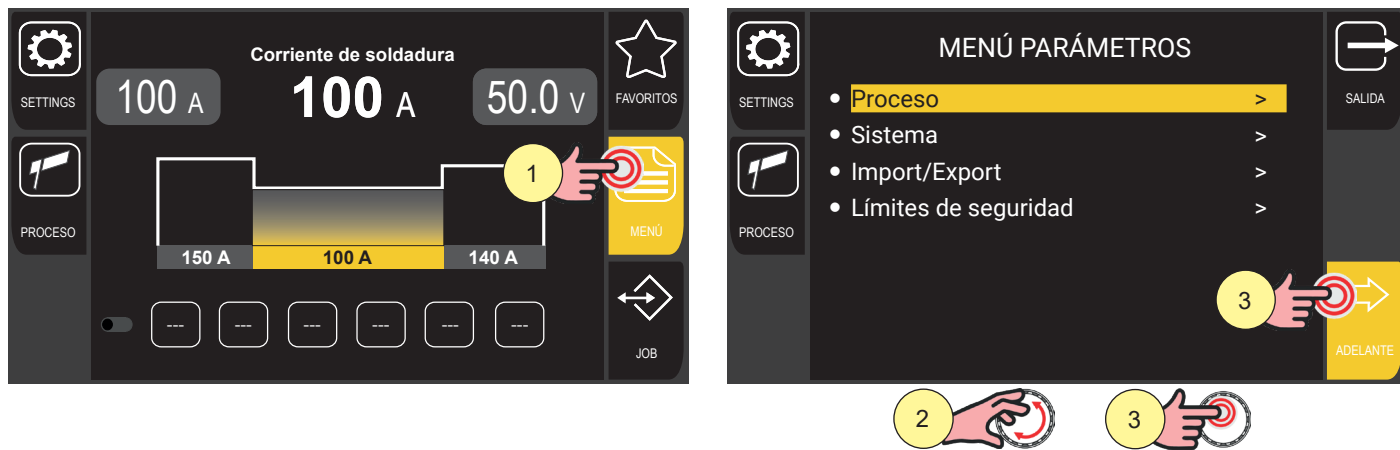 Corriente de soldadura
100 A
100 A
50.0 V
SETTINGS
FAVORITOS
1
PROCESO
MENÚ
150 A
100 A
140 A
---
---
---
---
---
---
JOB
MENÚ PARÁMETROS
SETTINGS
SALIDA
Proceso >
Sistema >
Import/Export >
Límites de seguridad >
PROCESO
3
ADELANTE
2
3